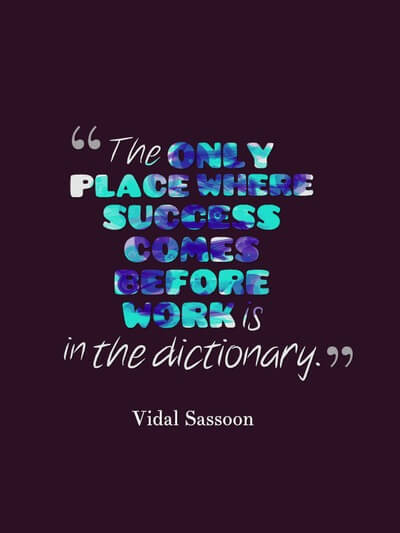 “ The ONLY
PLACE WHERE
SUCCESS
COMES
BEFORE
WORK is
in the dictionary. ”
Vidal Sassoon